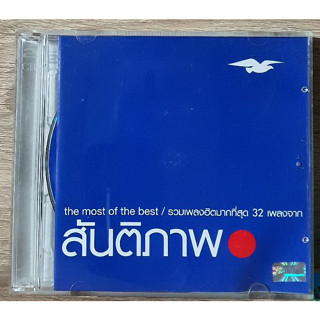 the most of the best / รวมเพลงฮิตมากที่สุด 32 เพลงจาก
สันติภาพ